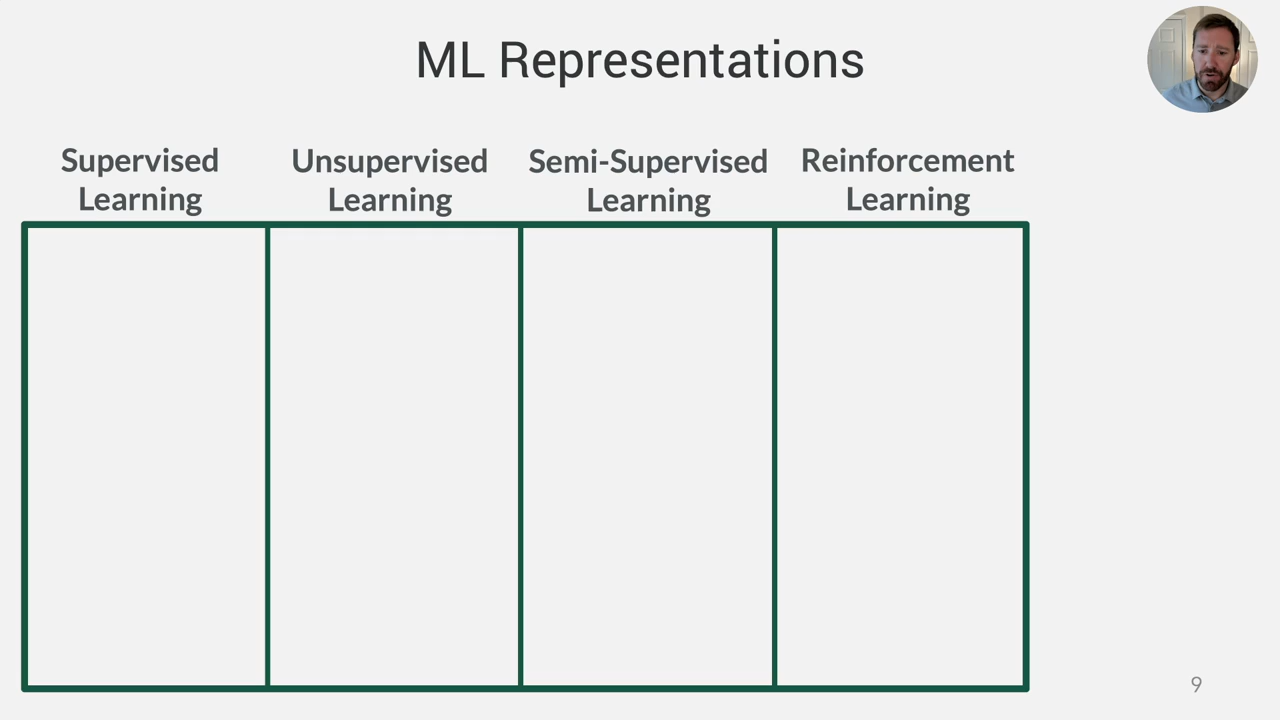 ML Representations
Supervised
Learning
Unsupervised
Learning
Semi-Supervised
Learning
Reinforcement
Learning
9